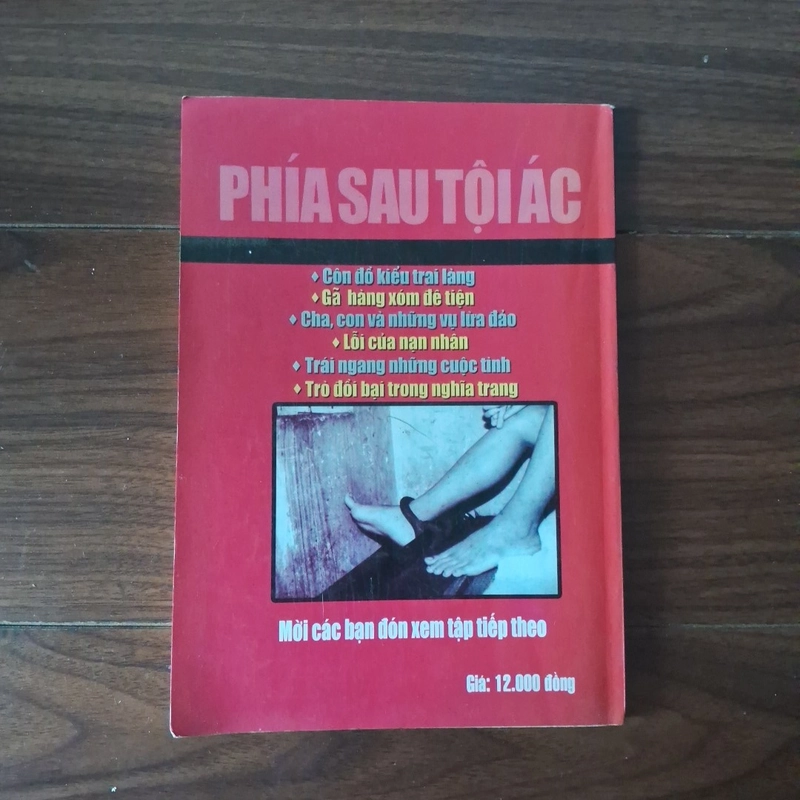 PHÍA SAU TỘI ÁC
♦ Côn đồ kiểu trai làng
♦ Gã hàng xóm đê tiện
♦ Cha, con và những vụ lừa đảo
♦ Lỗi của nạn nhân
♦ Trái ngang những cuộc tình
♦ Trò đồi bại trong nghĩa trang
Mời các bạn đón xem tập tiếp theo
Giá: 12.000 đồng